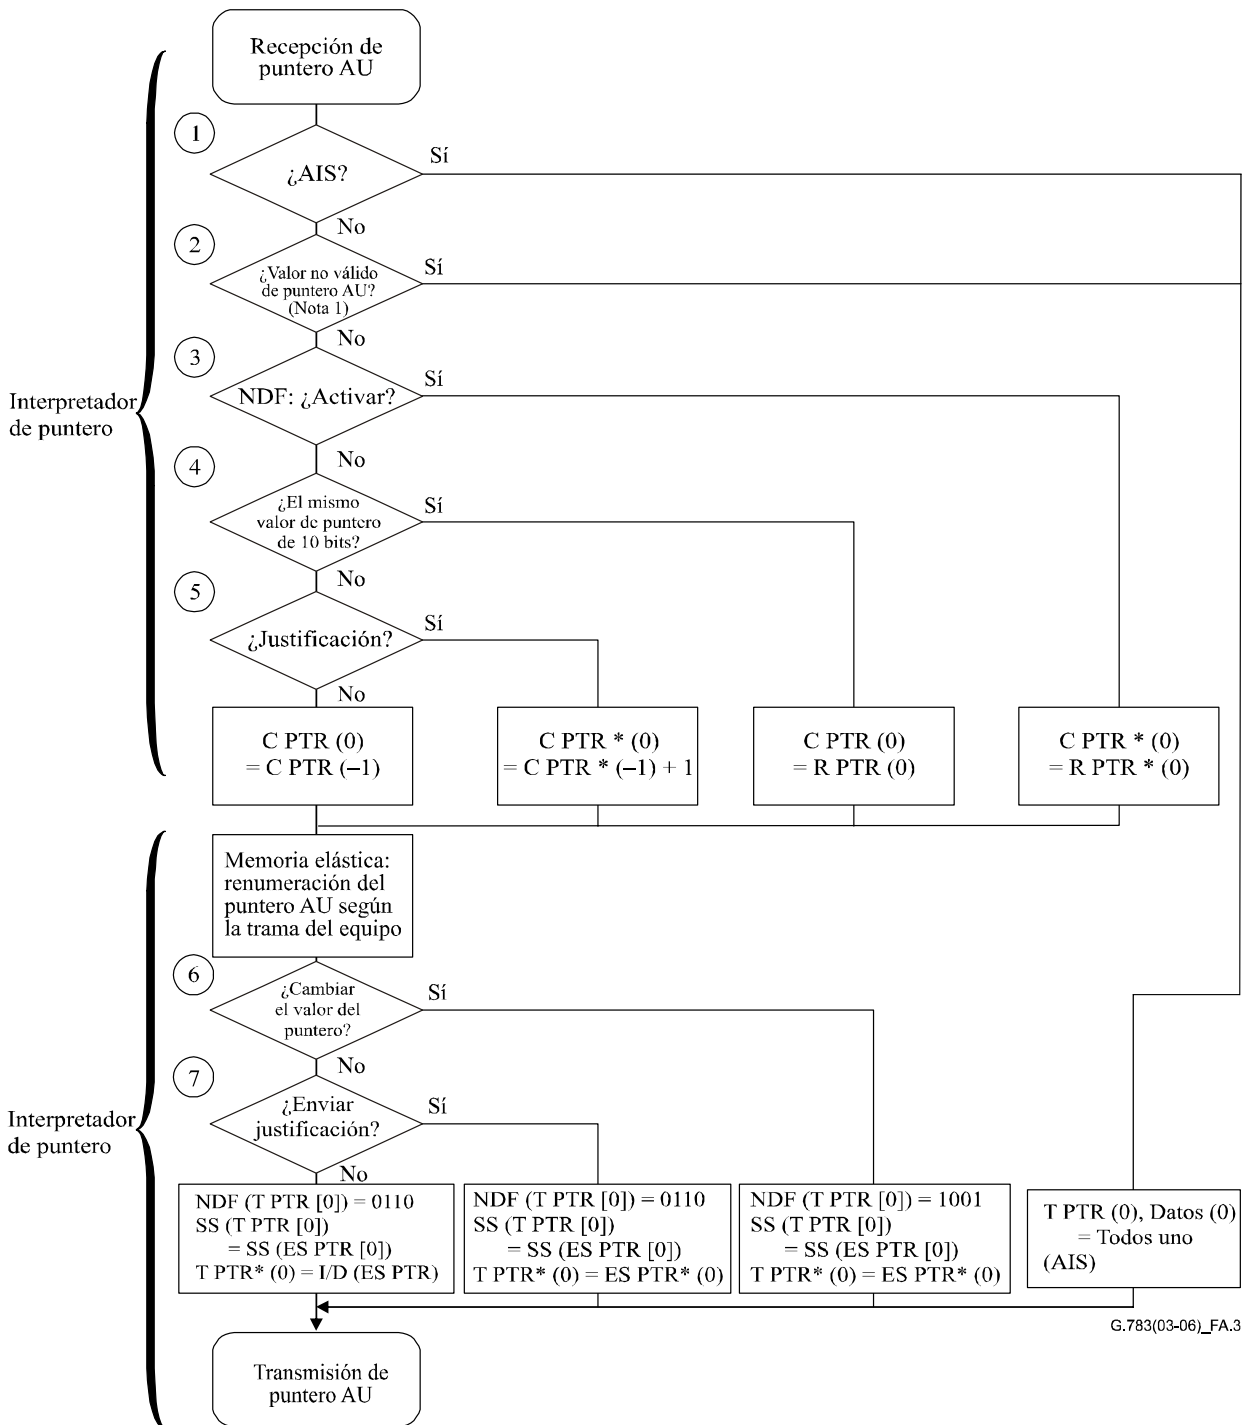 Recepción de
puntero AU
1
¿AIS?
Sí
No
2
¿Valor no válido
de puntero AU?
(Nota 1)
Sí
No
3
NDF: ¿Activar?
Sí
No
Interpretador
de puntero
4
¿El mismo
valor de puntero
de 10 bits?
Sí
No
5
¿Justificación?
Sí
No
C PTR (0)
= C PTR (–1)
C PTR * (0)
= C PTR * (–1) + 1
C PTR (0)
= R PTR (0)
C PTR * (0)
= R PTR * (0)
Memoria elástica:
renumeración del
puntero AU según
la trama del equipo
6
¿Cambiar
el valor del
puntero?
Sí
No
7
¿Enviar
justificación?
Sí
No
Interpretador
de puntero
NDF (T PTR [0]) = 0110
SS (T PTR [0])
= SS (ES PTR [0])
T PTR* (0) = I/D (ES PTR)
NDF (T PTR [0]) = 0110
SS (T PTR [0])
= SS (ES PTR [0])
T PTR* (0) = ES PTR* (0)
NDF (T PTR [0]) = 1001
SS (T PTR [0])
= SS (ES PTR [0])
T PTR* (0) = ES PTR* (0)
T PTR (0), Datos (0)
= Todos uno
(AIS)
G.783(03-06)_FA.3
Transmisión de
puntero AU